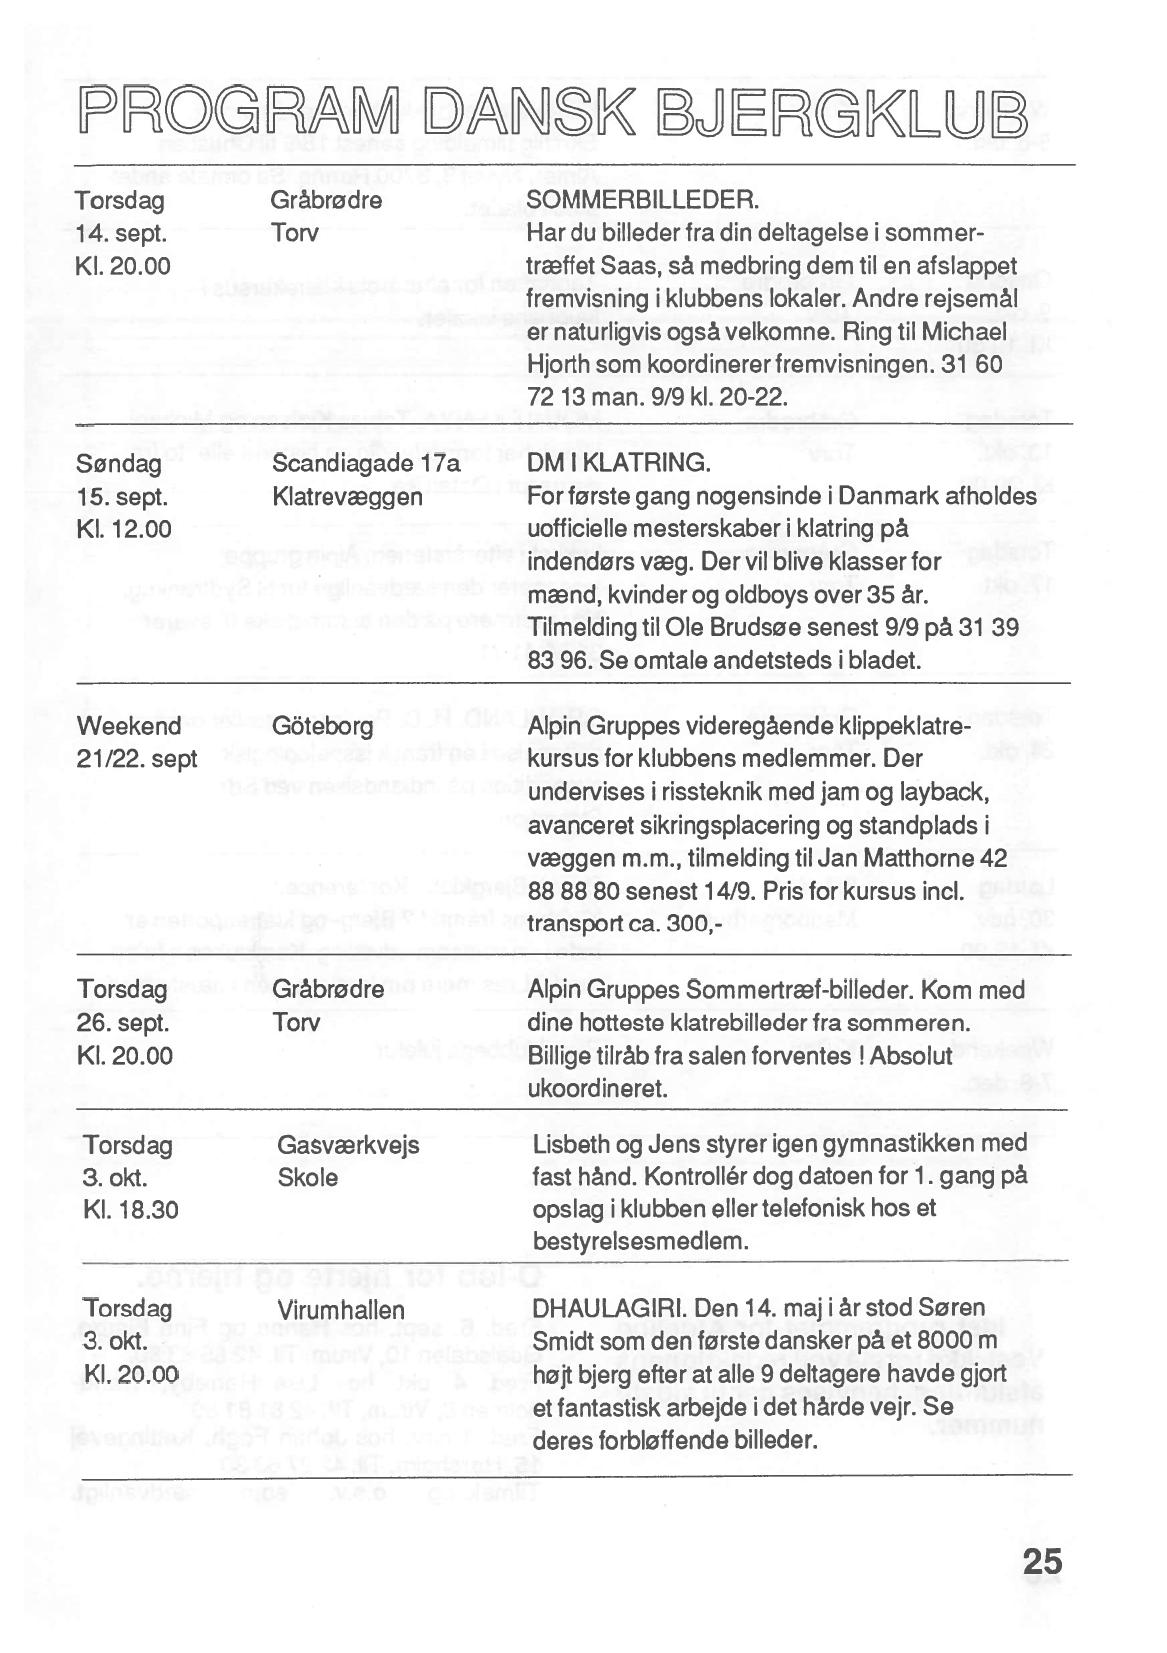 PROGRAM DANSK BJERGKLUB
Torsdag Gråbrødre SOMMERBILLEDER.
14. sept. Torv Har du billeder fra din deltagelse i sommer-
Kl. 20.00 træffet Saas, så medbring dem til en afslappet
fremvisning i klubbens lokaler. Andre rejsemål
er naturligvis også velkomne. Ring til Michael
Hjorth som koordinerer fremvisningen. 31 60
72 13 man. 9/9 kl. 20-22.
Søndag Scandiagade 17a DM I KLATRING.
15. sept. Klatrevæggen For første gang nogensinde i Danmark afholdes
Kl. 12.00 uofficielle mesterskaber i klatring på
indendørs væg. Der vil blive klasser for
mænd, kvinder og oldboys over 35 år.
Tilmelding til Ole Brudsøe senest 9/9 på 31 39
83 96. Se omtale andetsteds i bladet.
Weekend Göteborg Alpin Gruppes videregående klippeklatre-
21/22. sept kursus for klubbens medlemmer. Der
undervises i rissteknik med jam og layback,
avanceret sikringsplacering og standplads i
væggen m.m., tilmelding til Jan Matthorne 42
88 88 80 senest 14/9. Pris for kursus incl.
transport ca. 300,-
Torsdag Gråbrødre Alpin Gruppes Sommertræf-billeder. Kom med
26. sept. Torv dine hotteste klatrebilleder fra sommeren.
Kl. 20.00 Billige tilråb fra salen forventes ! Absolut
ukoordineret.
Torsdag Gasværkvejs Lisbeth og Jens styrer igen gymnastikken med
3. okt. Skole fast hånd. Kontrollér dog datoen for 1. gang på
Kl. 18.30 opslag i klubben eller telefonisk hos et
bestyrelsesmedlem.
Torsdag Virumhallen DHAULAGIRI. Den 14. maj i år stod Søren
3. okt. Smidt som den første dansker på et 8000 m
Kl. 20.00 højt bjerg efter at alle 9 deltagere havde gjort
et fantastisk arbejde i det hårde vejr. Se
deres forbløffende billeder.
25